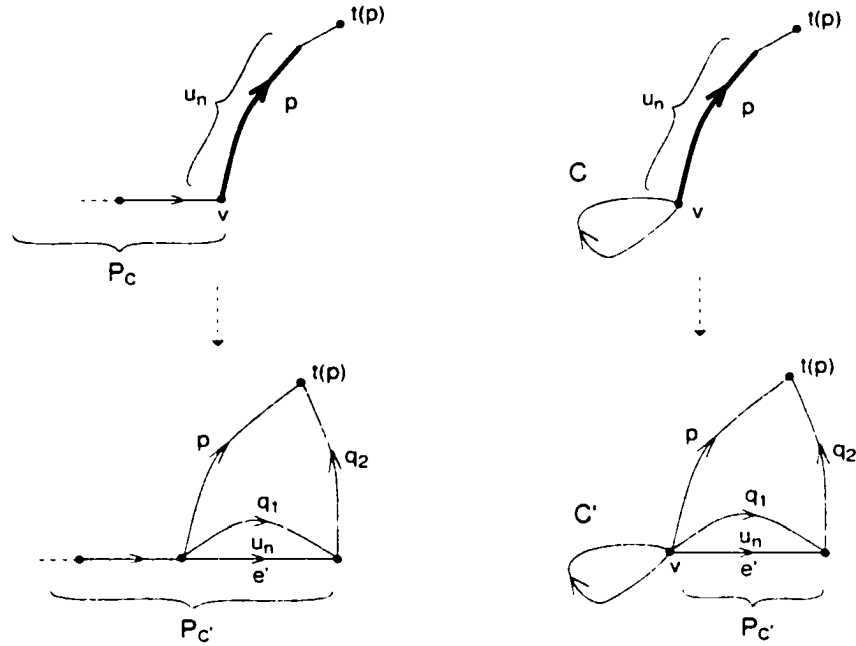 t(p)
u_n
p
v
P_C
t(p)
u_n
p
C
v
t(p)
p
q_2
q_1
u_n
e'
P_C'
t(p)
p
q_2
q_1
C'
u_n
v
e'
P_C'